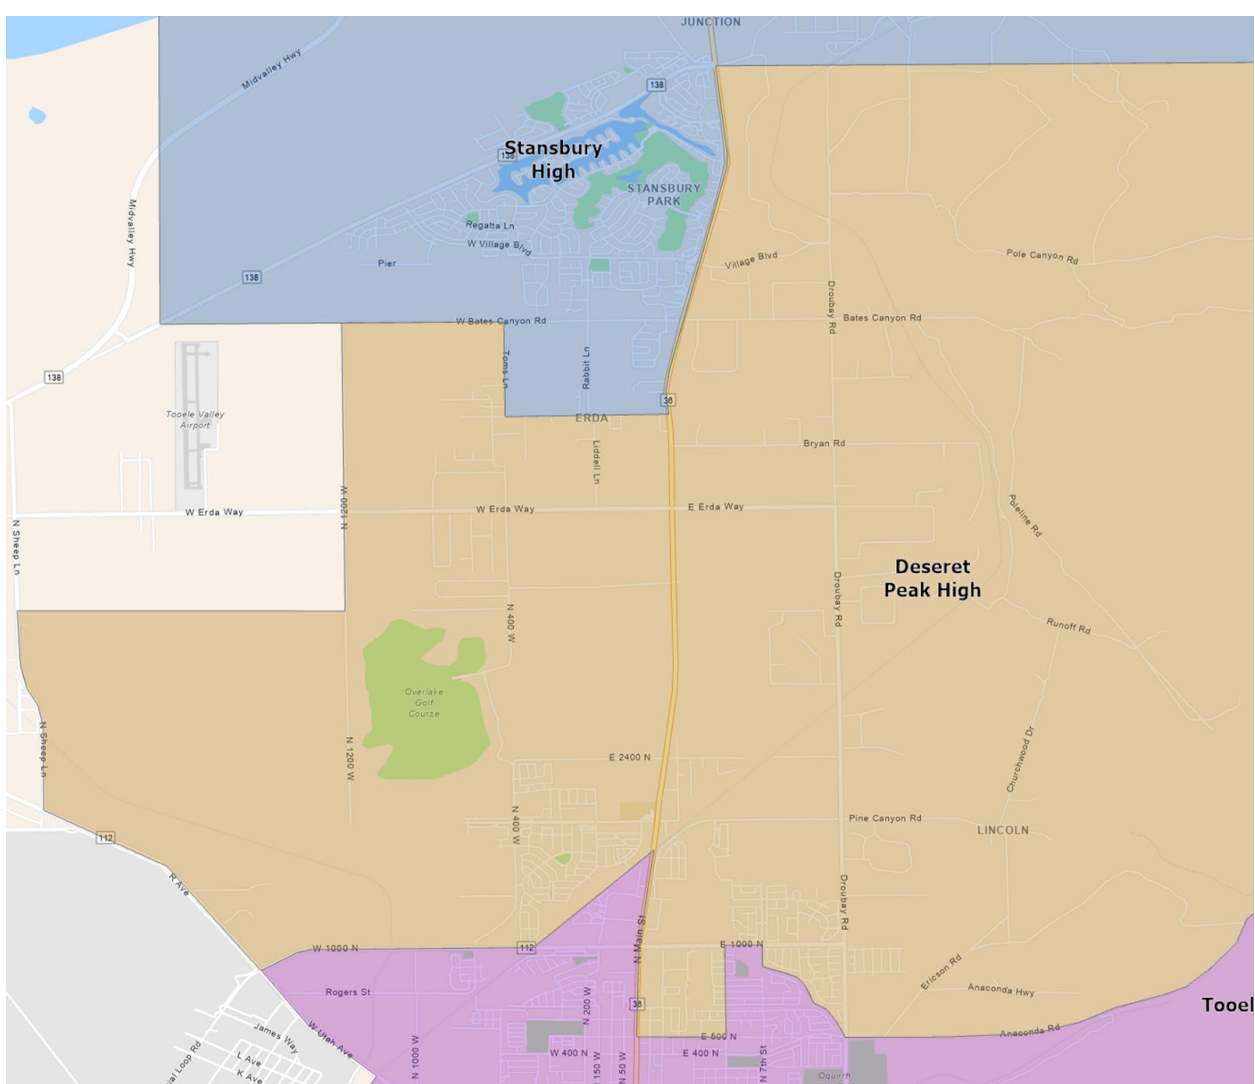 JUNCTION
Midvalley Hwy
138
Stansbury
High
138
STANSBURY
PARK
Midvalley Hwy
Regatta Ln
W Village Blvd
Pier
Village Blvd
Pole Canyon Rd
138
Droubay Rd
W Bates Canyon Rd
Bates Canyon Rd
Toms Ln
Rabbit Ln
138
36
Tooele Valley
Airport
ERDA
Bryan Rd
Liddell Ln
W 1200 N
W Erda Way
W Erda Way
E Erda Way
Poleline Rd
N Sheep Ln
Deseret
Peak High
Droubay Rd
N 400 W
Runoff Rd
Overlake
Golf
Course
N Sheep Ln
N 1200 W
E 2400 N
Churchwood Dr
N 400 W
Pine Canyon Rd
LINCOLN
112
R Ave
Droubay Rd
N Main St
W 1000 N
112
E 1000 N
Ericson Rd
Rogers St
Anaconda Hwy
N 200 W
36
Tooel
James Way
W Utah Ave
E 500 N
Anaconda Rd
ial Loop Rd
L Ave
K Ave
N 1000 W
W 400 N
150 W
N 50 W
E 400 N
N 7th St
Oquirrh